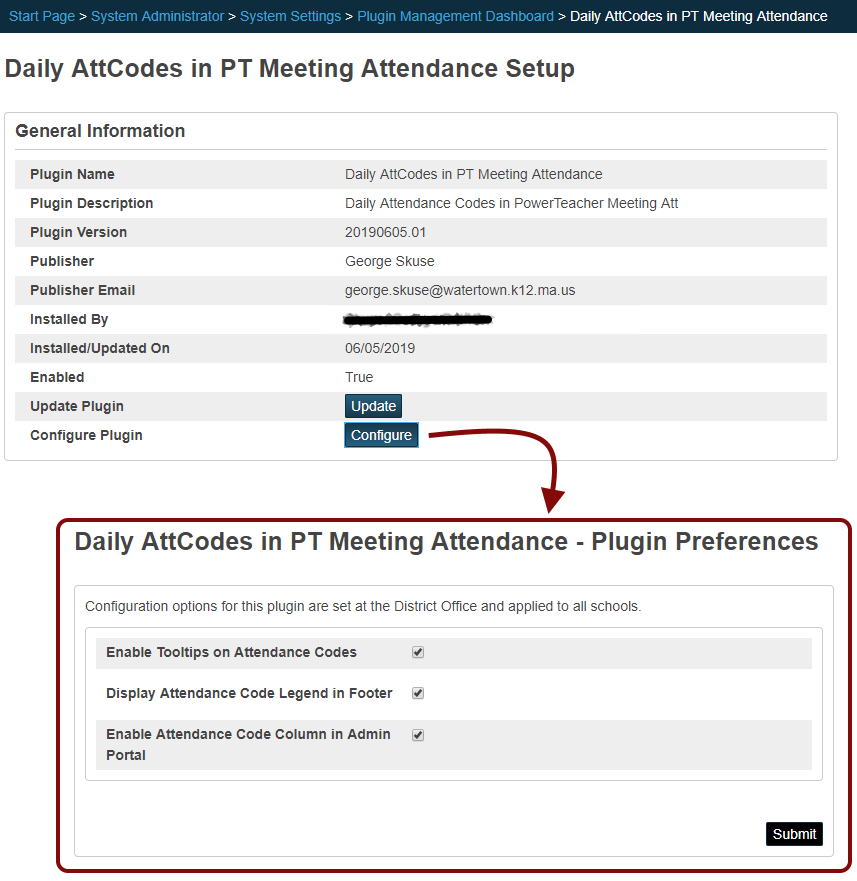 Start Page > System Administrator > System Settings > Plugin Management Dashboard > Daily AttCodes in PT Meeting Attendance
Daily AttCodes in PT Meeting Attendance Setup
General Information
Plugin Name Daily AttCodes in PT Meeting Attendance
Plugin Description Daily Attendance Codes in PowerTeacher Meeting Att
Plugin Version 20190605.01
Publisher George Skuse
Publisher Email george.skuse@watertown.k12.ma.us
Installed By
Installed/Updated On 06/05/2019
Enabled True
Update Plugin Update
Configure Plugin Configure
Daily AttCodes in PT Meeting Attendance - Plugin Preferences
Configuration options for this plugin are set at the District Office and applied to all schools.
Enable Tooltips on Attendance Codes
Display Attendance Code Legend in Footer
Enable Attendance Code Column in Admin
Portal
Submit